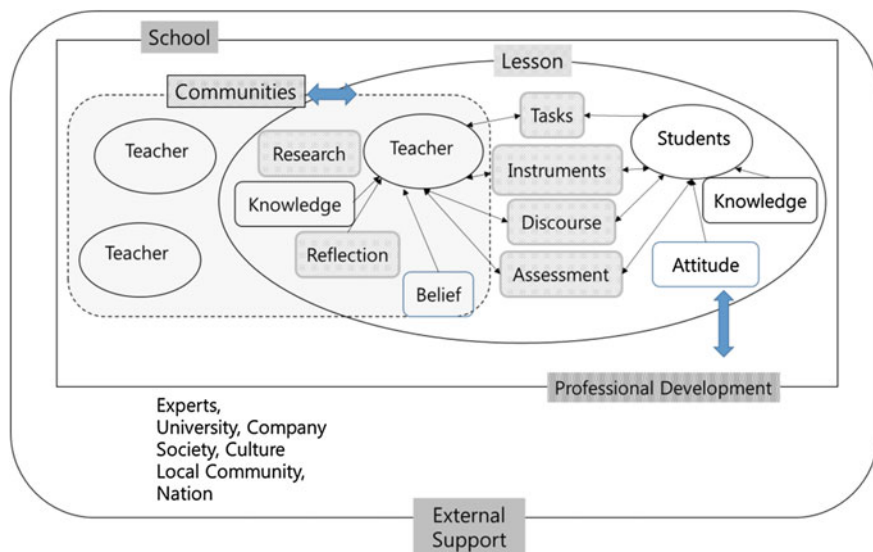 School
Lesson
Communities
Tasks
Students
Teacher
Teacher
Research
Instruments
Knowledge
Knowledge
Discourse
Reflection
Teacher
Attitude
Assessment
Belief
Professional Development
Experts,
University, Company
Society, Culture
Local Community,
Nation
External
Support